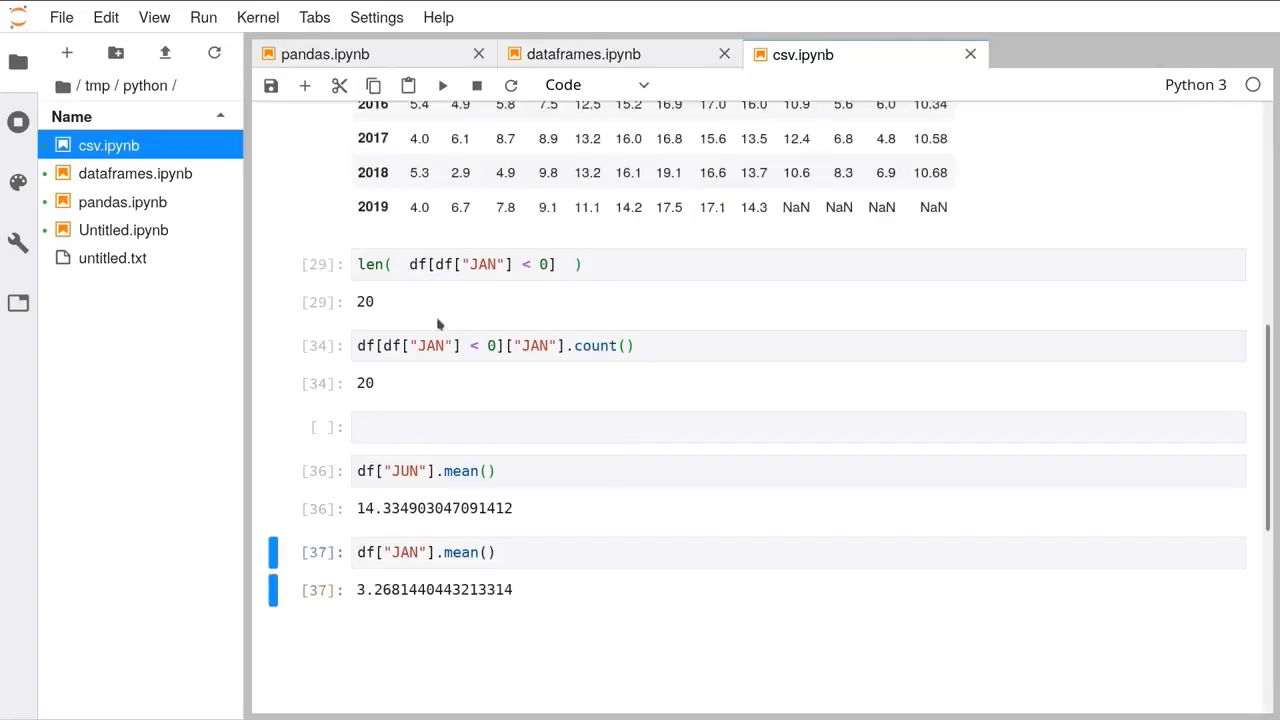 File Edit View Run Kernel Tabs Settings Help
pandas.ipynb dataframes.ipynb csv.ipynb
Code Python 3
/ tmp / python /
Name
csv.ipynb
dataframes.ipynb
pandas.ipynb
Untitled.ipynb
untitled.txt
2016 5.4 4.9 5.8 7.5 12.5 15.2 16.9 17.0 16.0 10.9 5.6 6.0 10.34
2017 4.0 6.1 8.7 8.9 13.2 16.0 16.8 15.6 13.5 12.4 6.8 4.8 10.58
2018 5.3 2.9 4.9 9.8 13.2 16.1 19.1 16.6 13.7 10.6 8.3 6.9 10.68
2019 4.0 6.7 7.8 9.1 11.1 14.2 17.5 17.1 14.3 NaN NaN NaN NaN
[29]: len(  df[df["JAN"] < 0]  )
[29]: 20
[34]: df[df["JAN"] < 0]["JAN"].count()
[34]: 20
[ ]:
[36]: df["JUN"].mean()
[36]: 14.334903047091412
[37]: df["JAN"].mean()
[37]: 3.2681440443213314